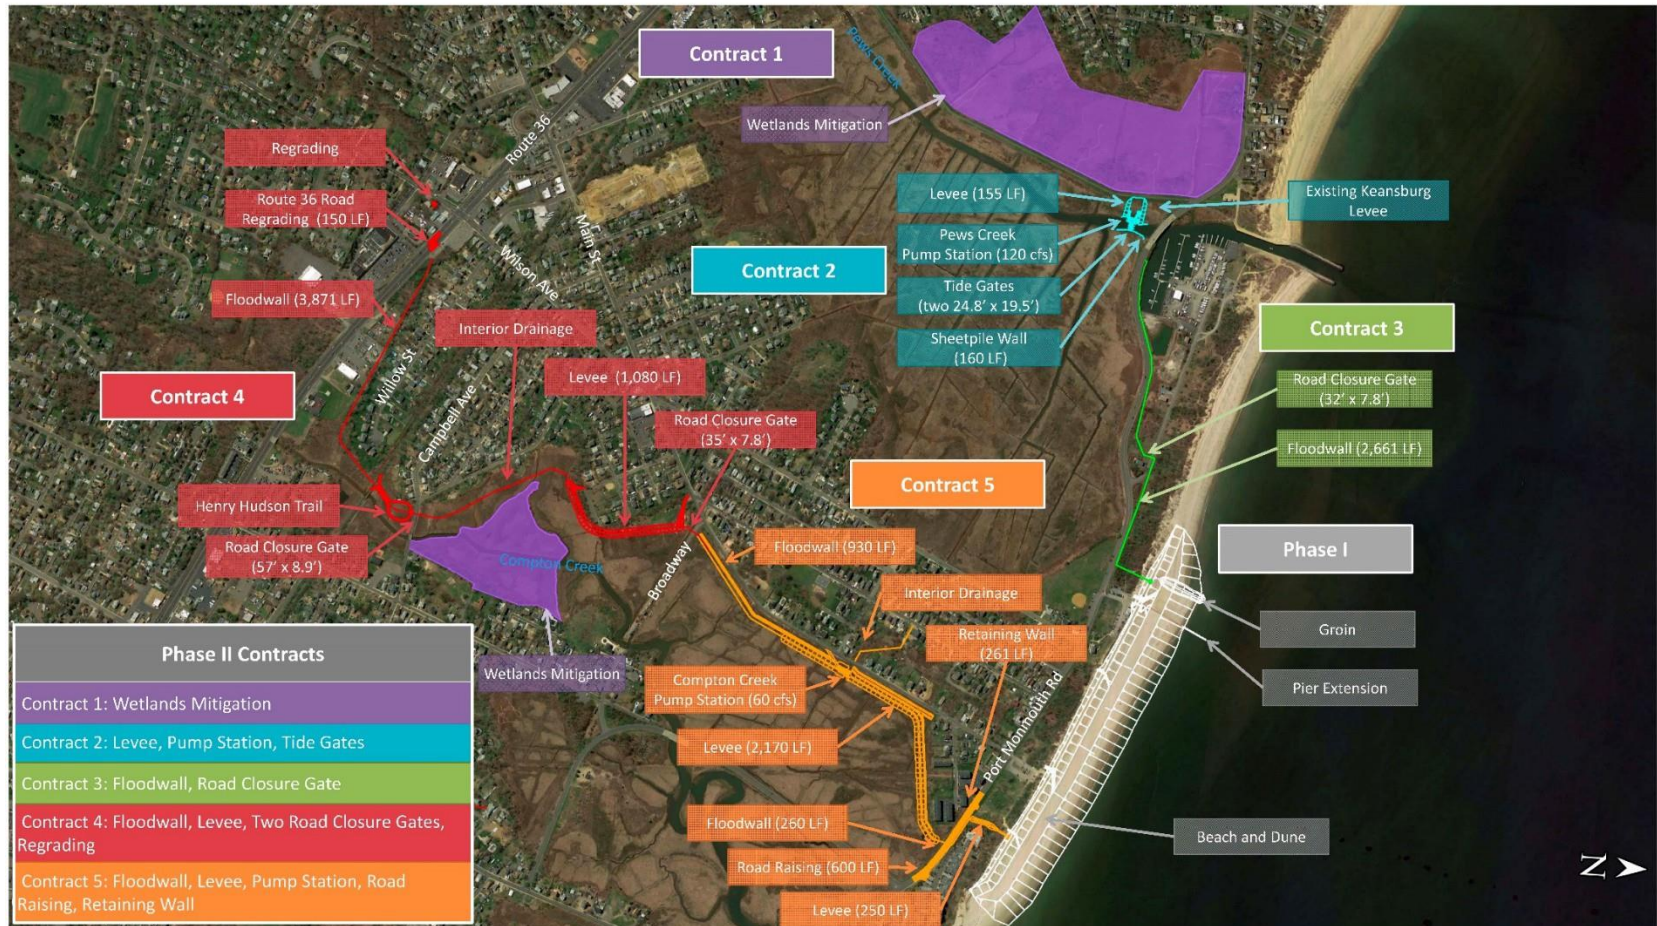 Contract 1
Pews Creek
Wetlands Mitigation
Route 36
Regrading
Route 36 Road
Regrading (150 LF)
Main St
Wilson Ave
Floodwall (3,871 LF)
Interior Drainage
Levee (1,080 LF)
Willow St
Campbell Ave
Contract 4
Road Closure Gate
(35' x 7.8')
Henry Hudson Trail
Road Closure Gate
(57' x 8.9')
Compton Creek
Broadway
Wetlands Mitigation
Levee (155 LF)
Pews Creek
Pump Station (120 cfs)
Tide Gates
(two 24.8' x 19.5')
Sheetpile Wall
(160 LF)
Contract 2
Existing Keansburg
Levee
Contract 3
Road Closure Gate
(32' x 7.8')
Floodwall (2,661 LF)
Contract 5
Floodwall (930 LF)
Interior Drainage
Retaining Wall
(261 LF)
Compton Creek
Pump Station (60 cfs)
Levee (2,170 LF)
Port Monmouth Rd
Floodwall (260 LF)
Road Raising (600 LF)
Levee (250 LF)
Phase I
Groin
Pier Extension
Beach and Dune
N
Phase II Contracts
Contract 1: Wetlands Mitigation
Contract 2: Levee, Pump Station, Tide Gates
Contract 3: Floodwall, Road Closure Gate
Contract 4: Floodwall, Levee, Two Road Closure Gates,
Regrading
Contract 5: Floodwall, Levee, Pump Station, Road
Raising, Retaining Wall